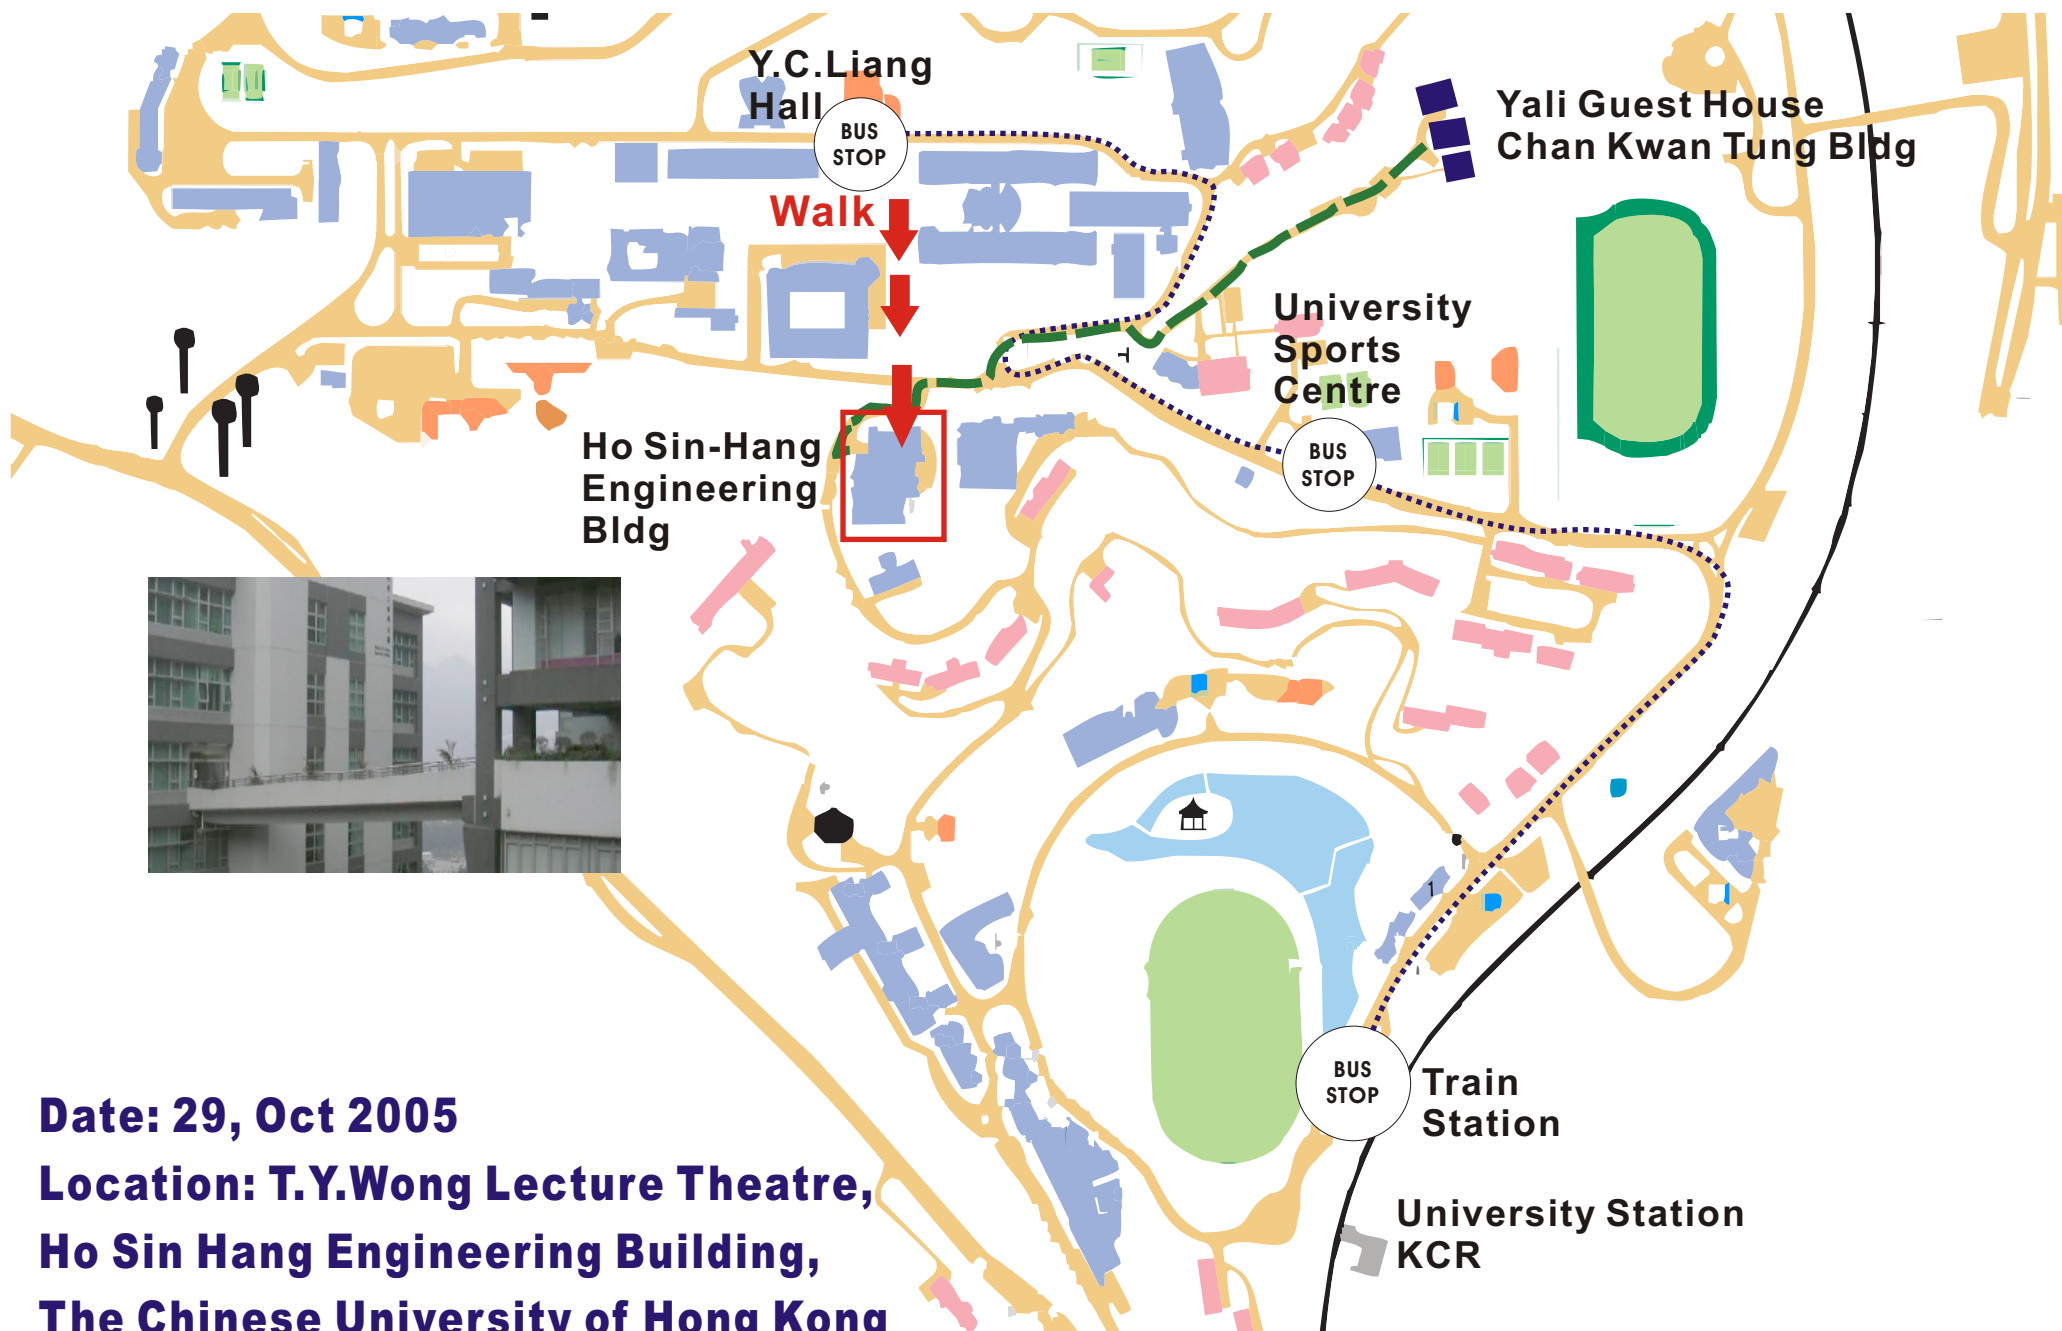 Y.C.Liang
Hall
BUS
STOP
Yali Guest House
Chan Kwan Tung Bldg
Walk
University
Sports
Centre
BUS
STOP
Ho Sin-Hang
Engineering
Bldg
1
BUS
STOP
Train
Station
University Station
KCR
Date: 29, Oct 2005
Location: T.Y.Wong Lecture Theatre,
Ho Sin Hang Engineering Building,
The Chinese University of Hong Kong